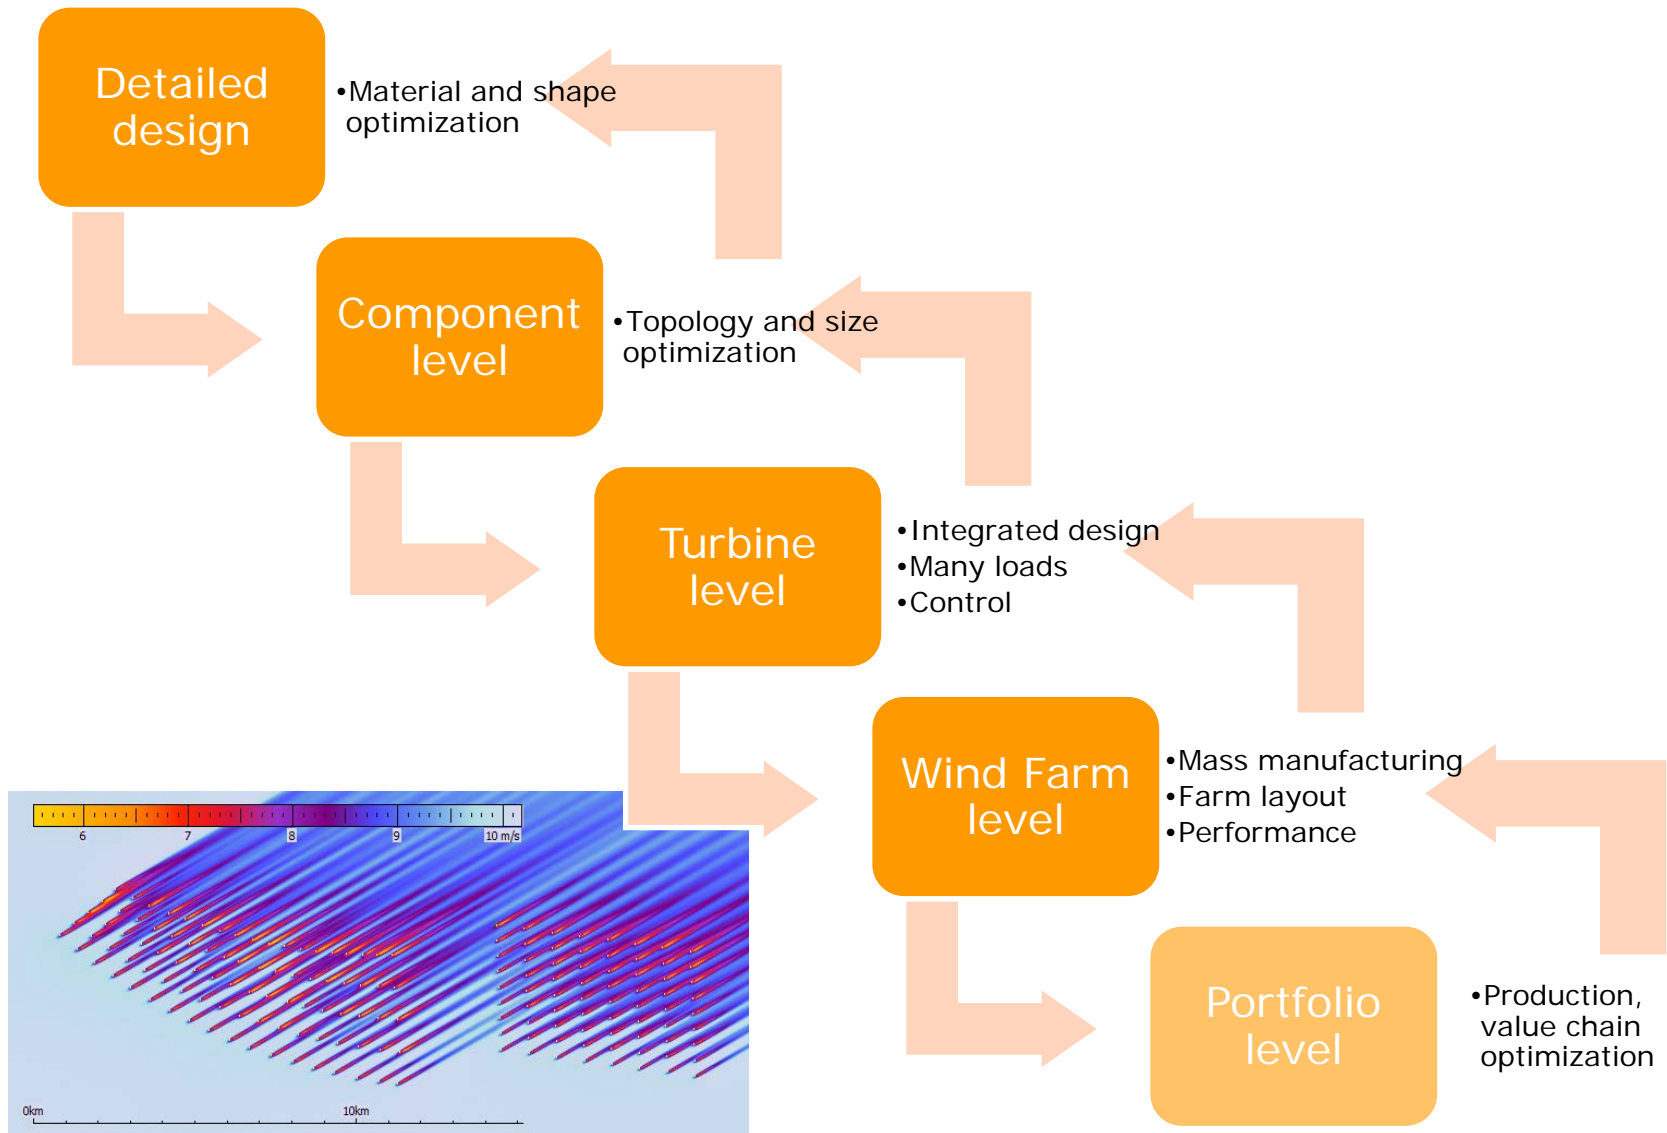 Detailed
design
•Material and shape
optimization
Component
level
•Topology and size
optimization
Turbine
level
•Integrated design
•Many loads
•Control
Wind Farm
level
•Mass manufacturing
•Farm layout
•Performance
Portfolio
level
•Production,
value chain
optimization
6 7 8 9 10 m/s
0km 10km